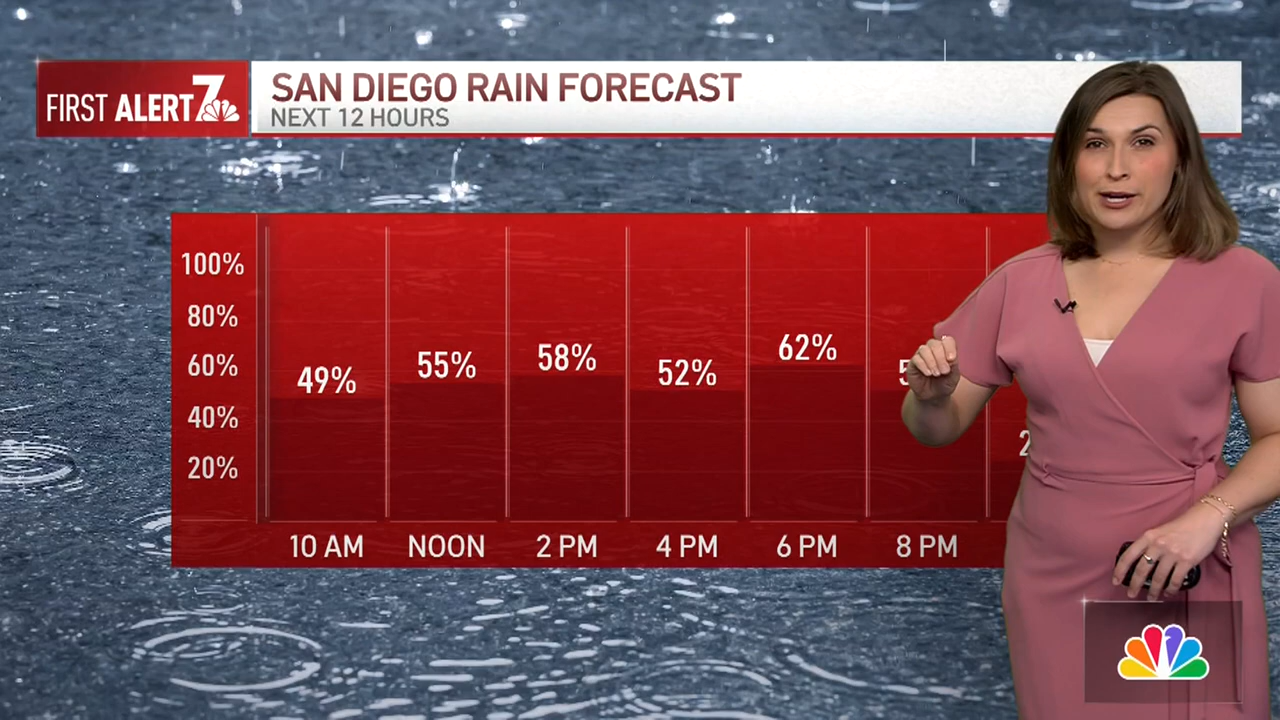 FIRST ALERT 7
SAN DIEGO RAIN FORECAST
NEXT 12 HOURS
100%
80%
60%
40%
20%
49%
55%
58%
52%
62%
10 AM
NOON
2 PM
4 PM
6 PM
8 PM